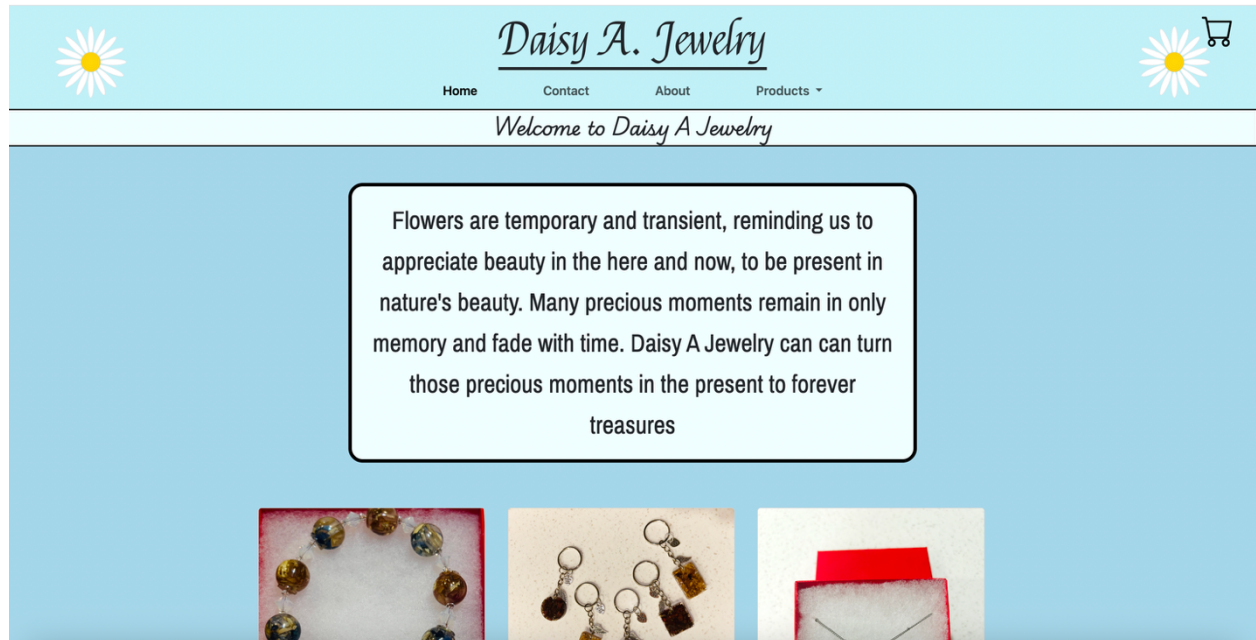 Daisy A. Jewelry
Home Contact About Products
Welcome to Daisy A Jewelry
Flowers are temporary and transient, reminding us to
appreciate beauty in the here and now, to be present in
nature's beauty. Many precious moments remain in only
memory and fade with time. Daisy A Jewelry can can turn
those precious moments in the present to forever
treasures